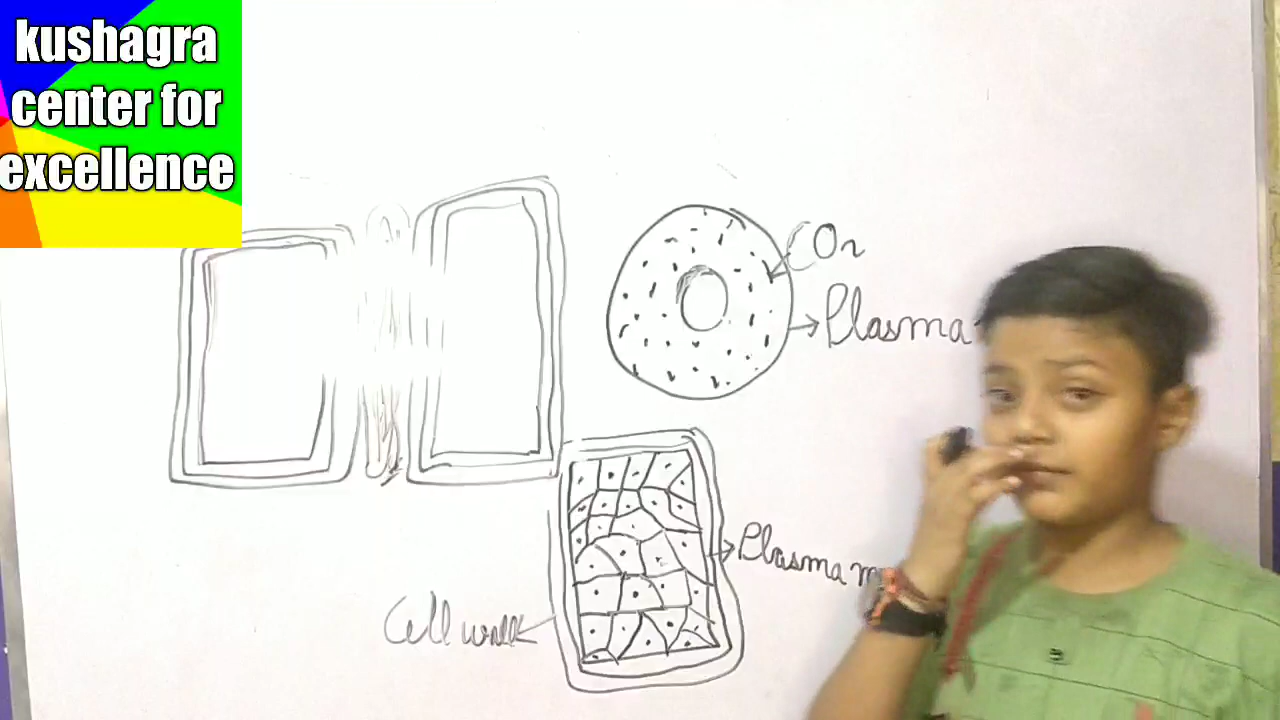 kushagra
center for
excellence
Plasma
Plasma m
Cell wall